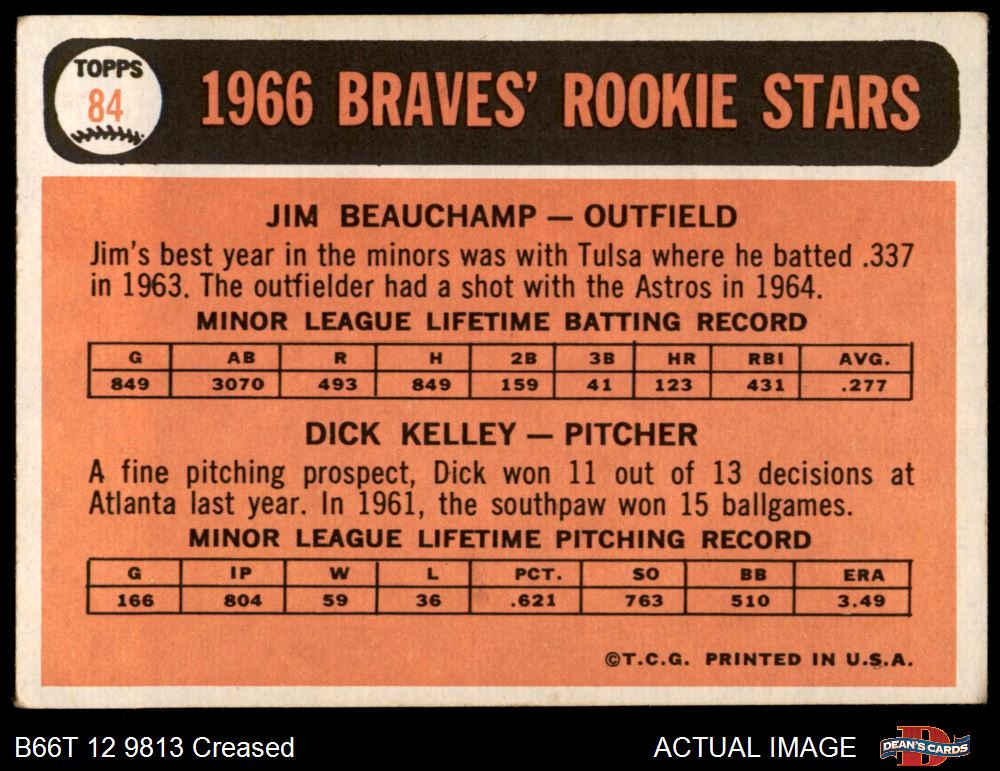 TOPPS
84
1966 BRAVES' ROOKIE STARS
JIM BEAUCHAMP — OUTFIELD
Jim's best year in the minors was with Tulsa where he batted .337
in 1963. The outfielder had a shot with the Astros in 1964.
MINOR LEAGUE LIFETIME BATTING RECORD
G AB R H 2B 3B HR RBI AVG.
849 3070 493 849 159 41 123 431 .277
DICK KELLEY — PITCHER
A fine pitching prospect, Dick won 11 out of 13 decisions at
Atlanta last year. In 1961, the southpaw won 15 ballgames.
MINOR LEAGUE LIFETIME PITCHING RECORD
G IP W L PCT. SO BB ERA
166 804 59 36 .621 763 510 3.49
©T.C.G. PRINTED IN U.S.A.
B66T 12 9813 Creased
ACTUAL IMAGE
D
DEAN'S CARDS